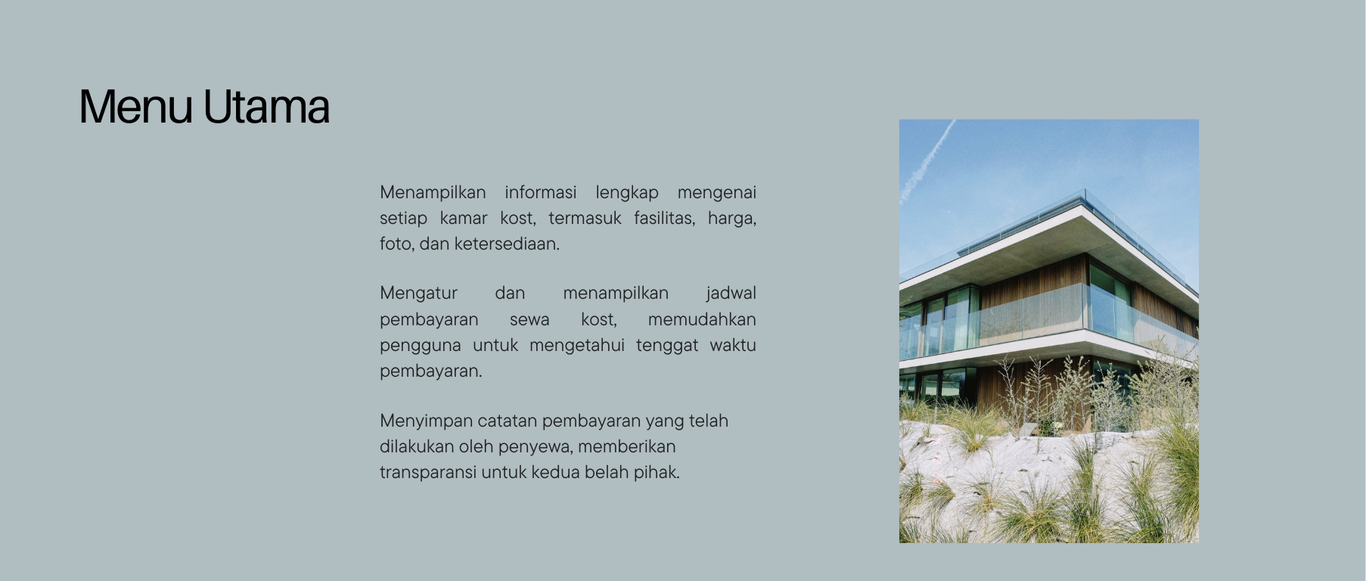 Menu Utama
Menampilkan informasi lengkap mengenai
setiap kamar kost, termasuk fasilitas, harga,
foto, dan ketersediaan.
Mengatur dan menampilkan jadwal
pembayaran sewa kost, memudahkan
pengguna untuk mengetahui tenggat waktu
pembayaran.
Menyimpan catatan pembayaran yang telah
dilakukan oleh penyewa, memberikan
transparansi untuk kedua belah pihak.